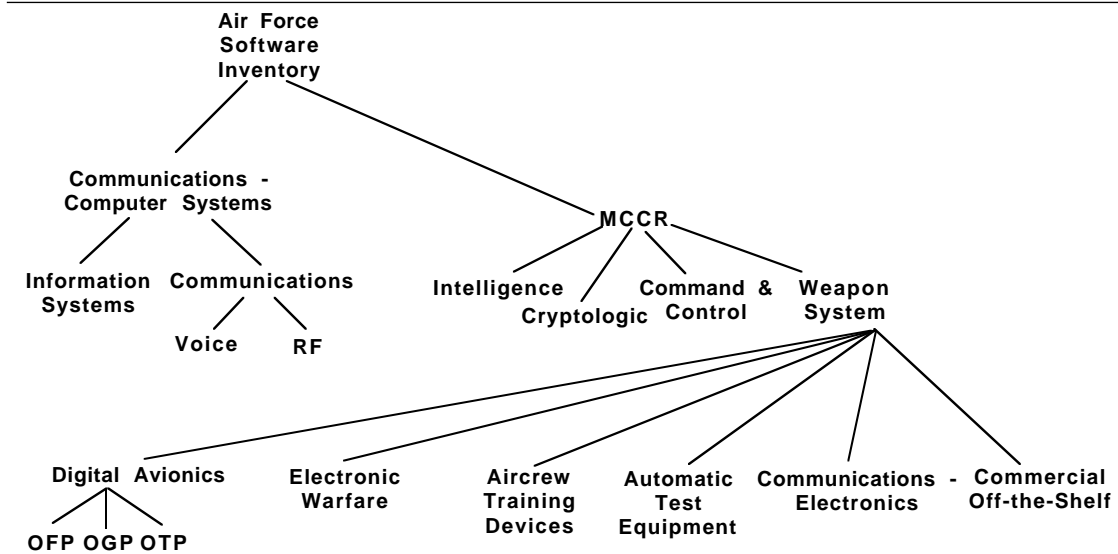 Air Force
Software
Inventory
Communications -
Computer Systems
MCCR
Information
Systems
Communications
Intelligence
Cryptologic
Command &
Control
Weapon
System
Voice
RF
Digital Avionics
Electronic
Warfare
Aircrew
Training
Devices
Automatic
Test
Equipment
Communications -
Electronics
Commercial
Off-the-Shelf
OFP OGP OTP